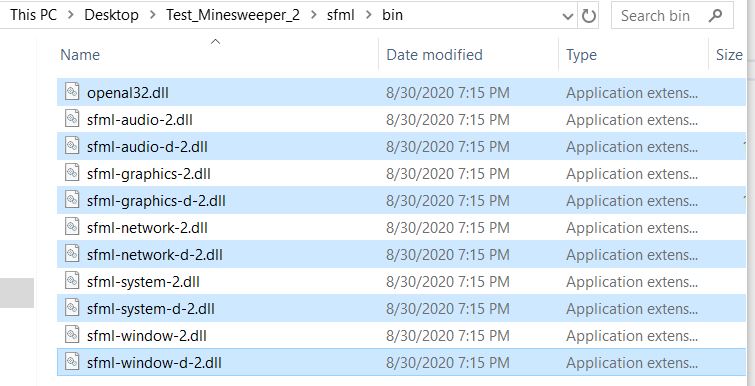 This PC > Desktop > Test_Minesweeper_2 > sfml > bin Search bin
Name Date modified Type Size
openal32.dll 8/30/2020 7:15 PM Application extens...
sfml-audio-2.dll 8/30/2020 7:15 PM Application extens...
sfml-audio-d-2.dll 8/30/2020 7:15 PM Application extens...
sfml-graphics-2.dll 8/30/2020 7:15 PM Application extens...
sfml-graphics-d-2.dll 8/30/2020 7:15 PM Application extens...
sfml-network-2.dll 8/30/2020 7:15 PM Application extens...
sfml-network-d-2.dll 8/30/2020 7:15 PM Application extens...
sfml-system-2.dll 8/30/2020 7:15 PM Application extens...
sfml-system-d-2.dll 8/30/2020 7:15 PM Application extens...
sfml-window-2.dll 8/30/2020 7:15 PM Application extens...
sfml-window-d-2.dll 8/30/2020 7:15 PM Application extens...